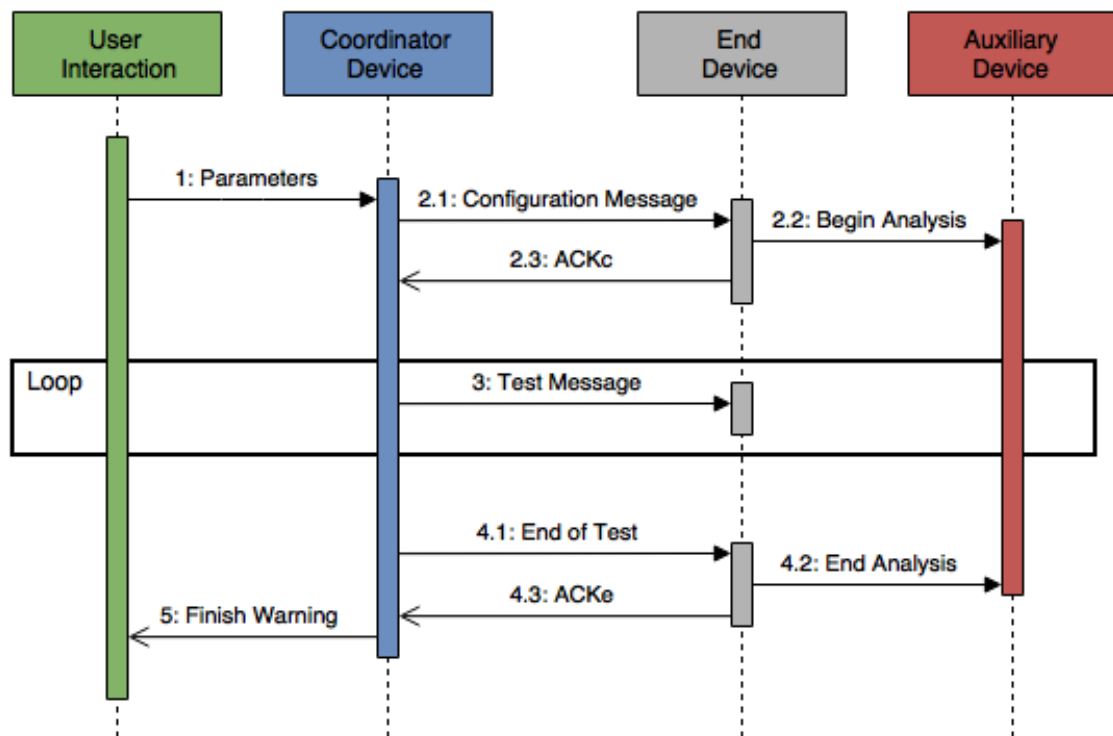 User
Interaction
Coordinator
Device
End
Device
Auxiliary
Device
1: Parameters
2.1: Configuration Message
2.2: Begin Analysis
2.3: ACKc
Loop
3: Test Message
4.1: End of Test
4.2: End Analysis
4.3: ACKe
5: Finish Warning